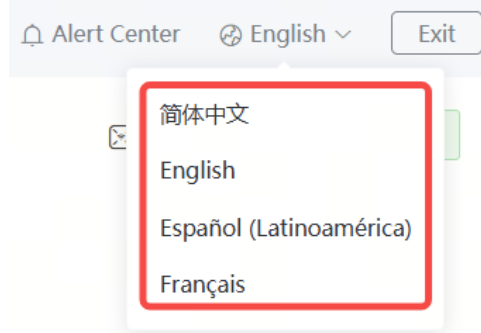 Alert Center English Exit
简体中文
English
Español (Latinoamérica)
Français